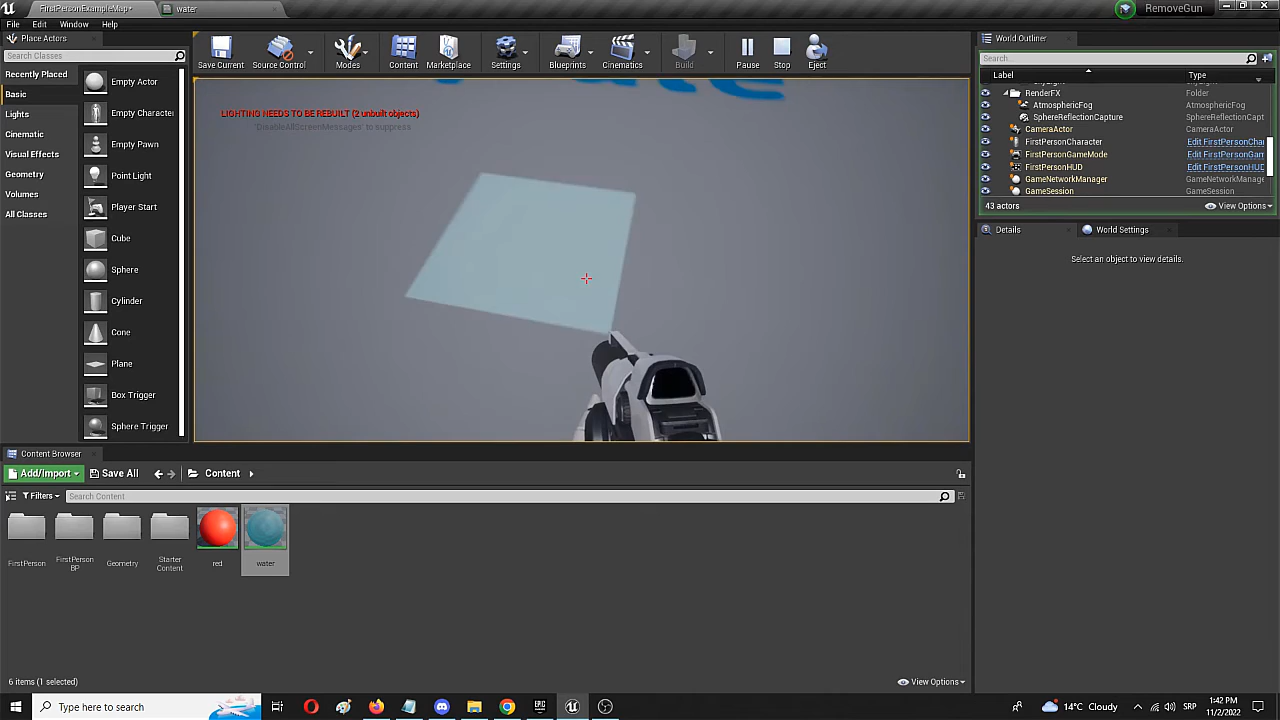 FirstPersonExampleMap*
water
RemoveGun
File
Edit
Window
Help
Place Actors
Search Classes
Recently Placed
Basic
Lights
Cinematic
Visual Effects
Geometry
Volumes
All Classes
Empty Actor
Empty Character
Empty Pawn
Point Light
Player Start
Cube
Sphere
Cylinder
Cone
Plane
Box Trigger
Sphere Trigger
Save Current
Source Control
Modes
Content
Marketplace
Settings
Blueprints
Cinematics
Build
Pause
Stop
Eject
LIGHTING NEEDS TO BE REBUILT (2 unbuilt objects)
'DisableAllScreenMessages' to suppress
World Outliner
Search...
Label
Type
RenderFX
Folder
AtmosphericFog
AtmosphericFog
SphereReflectionCapture
SphereReflectionCapt
CameraActor
CameraActor
FirstPersonCharacter
Edit FirstPersonCha
FirstPersonGameMode
Edit FirstPersonGam
FirstPersonHUD
Edit FirstPersonHUD
GameNetworkManager
GameNetworkManage
GameSession
GameSession
43 actors
View Options
Details
World Settings
Select an object to view details.
Content Browser
Add/Import
Save All
Content
Filters
Search Content
FirstPerson
FirstPerson
BP
Geometry
Starter
Content
red
water
6 items (1 selected)
View Options
Type here to search
14°C Cloudy
SRP
1:42 PM
11/2/2022